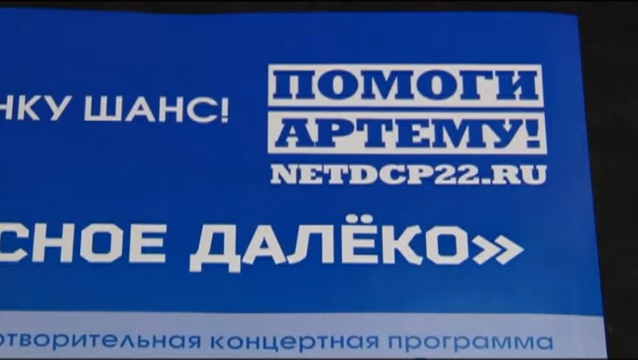 НКУ ШАНС!
ПОМОГИ
АРТЕМУ!
NETDCP22.RU
СНОЕ ДАЛЁКО»
отворительная концертная программа